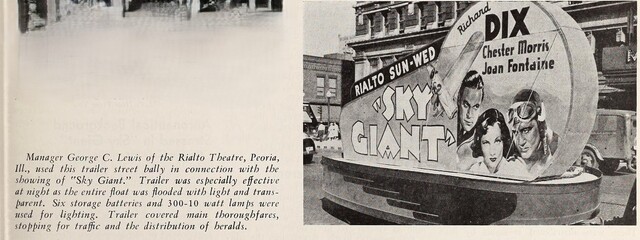 Manager George C. Lewis of the Rialto Theatre, Peoria,
Ill., used this trailer street bally in connection with the
showing of "Sky Giant." Trailer was especially effective
at night as the entire float was flooded with light and trans-
parent. Six storage batteries and 300-10 watt lamps were
used for lighting. Trailer covered main thoroughfares,
stopping for traffic and the distribution of heralds.
Richard
DIX
Chester Morris
Joan Fontaine
RIALTO SUN-WED
"SKY
GIANT"